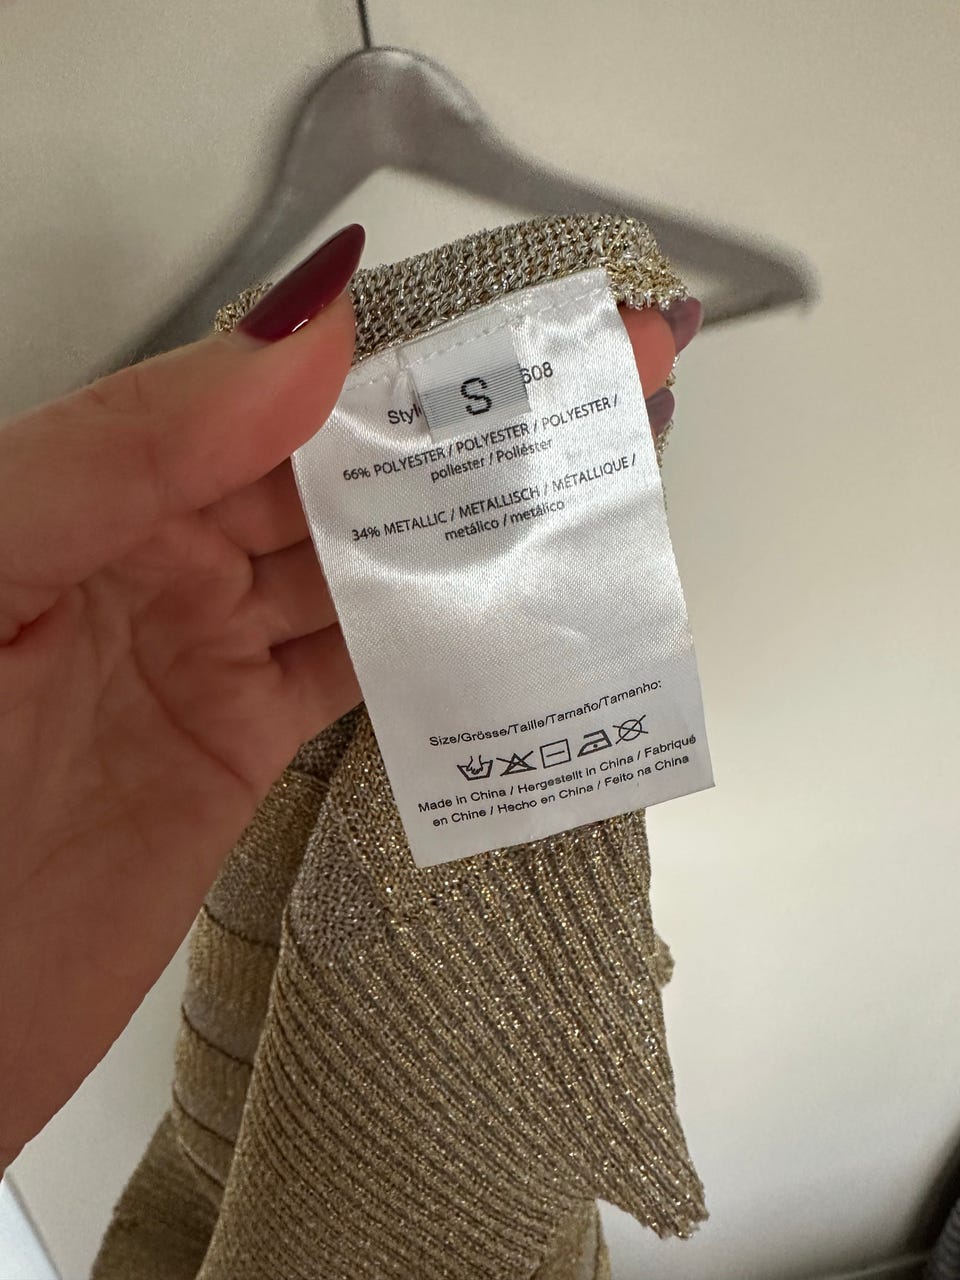 S
608
66% POLYESTER / POLYESTER / POLYESTER /
poliester / Poliéster
34% METALLIC / METALLISCH / MÉTALLIQUE /
metálico / metálico
Size/Grösse/Taille/Tamaño/Tamanho:
Made in China / Hergestellt in China / Fabriqué
en Chine / Hecho en China / Feito na China